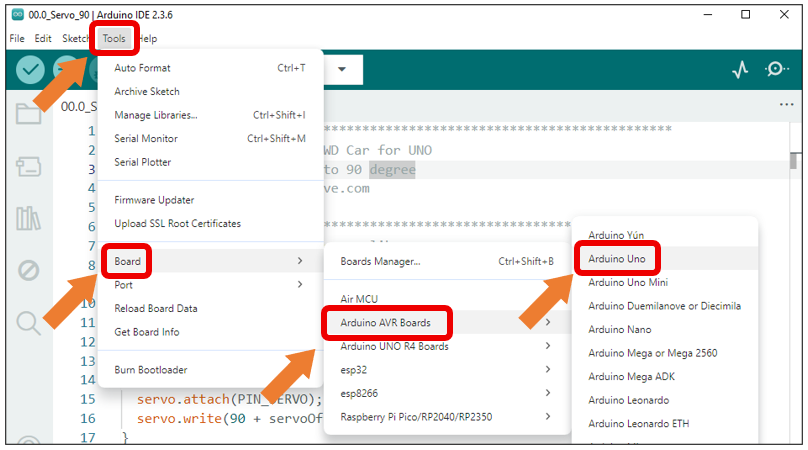 00.0_Servo_90 | Arduino IDE 2.3.6
File Edit Sketch Tools Help
Auto Format Ctrl+T
Archive Sketch
Manage Libraries... Ctrl+Shift+I
Serial Monitor Ctrl+Shift+M
Serial Plotter
Firmware Updater
Upload SSL Root Certificates
Board
Port
Reload Board Data
Get Board Info
Burn Bootloader
Boards Manager... Ctrl+Shift+B
Air MCU
Arduino AVR Boards
Arduino UNO R4 Boards
esp32
esp8266
Raspberry Pi Pico/RP2040/RP2350
Arduino Yún
Arduino Uno
Arduino Uno Mini
Arduino Duemilanove or Diecimila
Arduino Nano
Arduino Mega or Mega 2560
Arduino Mega ADK
Arduino Leonardo
Arduino Leonardo ETH
00.0_S
1 *********************************************
2 WD Car for UNO
3 to 90 degree
4 ve.com
5
6 *********************************
7
8
9
10
11
12
13
14
15 servo.attach(PIN_SERVO);
16 servo.write(90 + servoOf
17 }